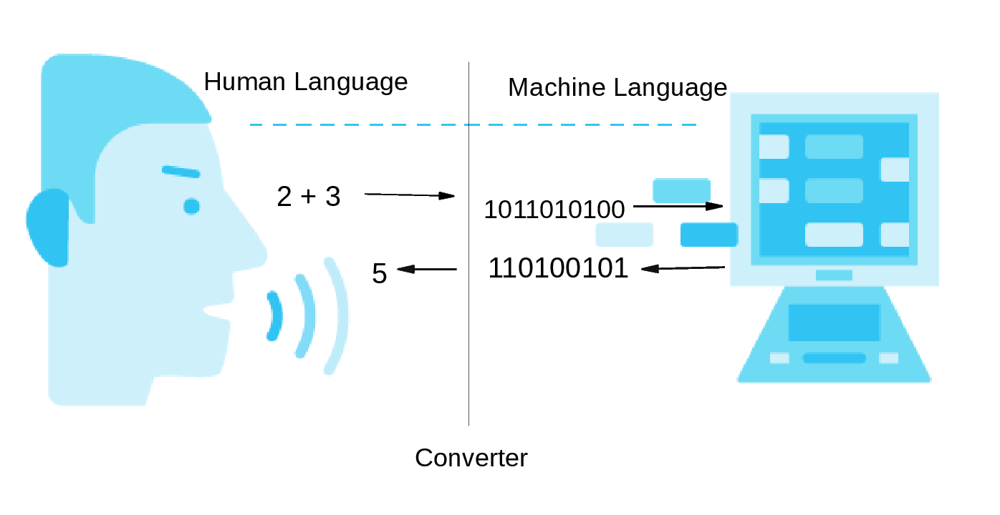 Human Language
Machine Language
2 + 3
1011010100
5
110100101
Converter